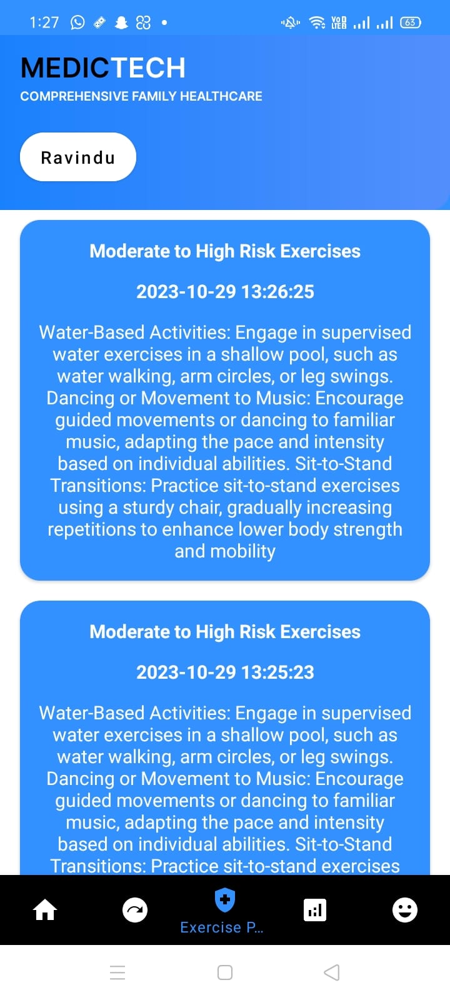 1:27
VoD
LTE2
63
MEDICTECH
COMPREHENSIVE FAMILY HEALTHCARE
Ravindu
Moderate to High Risk Exercises
2023-10-29 13:26:25
Water-Based Activities: Engage in supervised
water exercises in a shallow pool, such as
water walking, arm circles, or leg swings.
Dancing or Movement to Music: Encourage
guided movements or dancing to familiar
music, adapting the pace and intensity
based on individual abilities. Sit-to-Stand
Transitions: Practice sit-to-stand exercises
using a sturdy chair, gradually increasing
repetitions to enhance lower body strength
and mobility
Moderate to High Risk Exercises
2023-10-29 13:25:23
Water-Based Activities: Engage in supervised
water exercises in a shallow pool, such as
water walking, arm circles, or leg swings.
Dancing or Movement to Music: Encourage
guided movements or dancing to familiar
music, adapting the pace and intensity
based on individual abilities. Sit-to-Stand
Transitions: Practice sit-to-stand exercises
Exercise P...